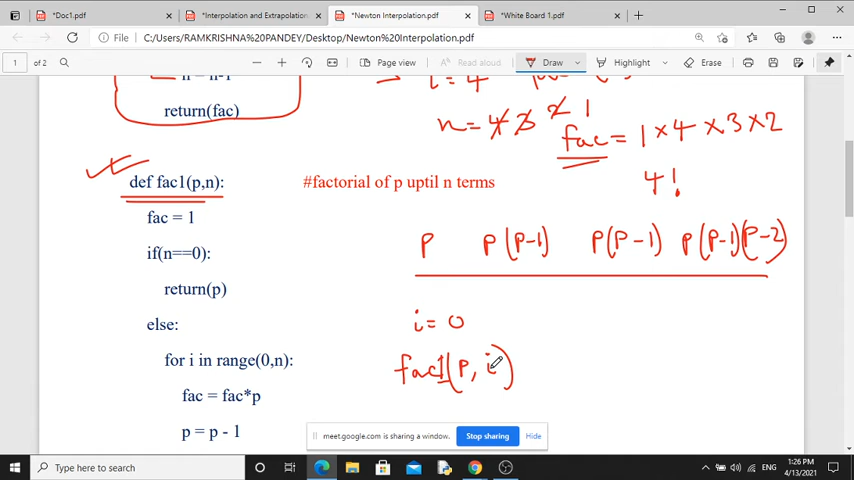 *Doc1.pdf
*Interpolation and Extrapolation
*Newton Interpolation.pdf
*White Board 1.pdf
File
C:/Users/RAMKRISHNA%20PANDEY/Desktop/Newton%20Interpolation.pdf
1 of 2
Page view
Read aloud
Draw
Highlight
Erase
i = 4
return(fac)
n = 4 3 2 1
fac = 1 × 4 × 3 × 2
4!
def fac1(p,n): #factorial of p uptil n terms
fac = 1
P P(P-1) P(P-1) P(P-1)(P-2)
if(n==0):
return(p)
i = 0
else:
for i in range(0,n):
fac1(P, i)
fac = fac*p
p = p - 1
meet.google.com is sharing a window.
Stop sharing
Hide
Type here to search
ENG
1:26 PM
4/13/2021